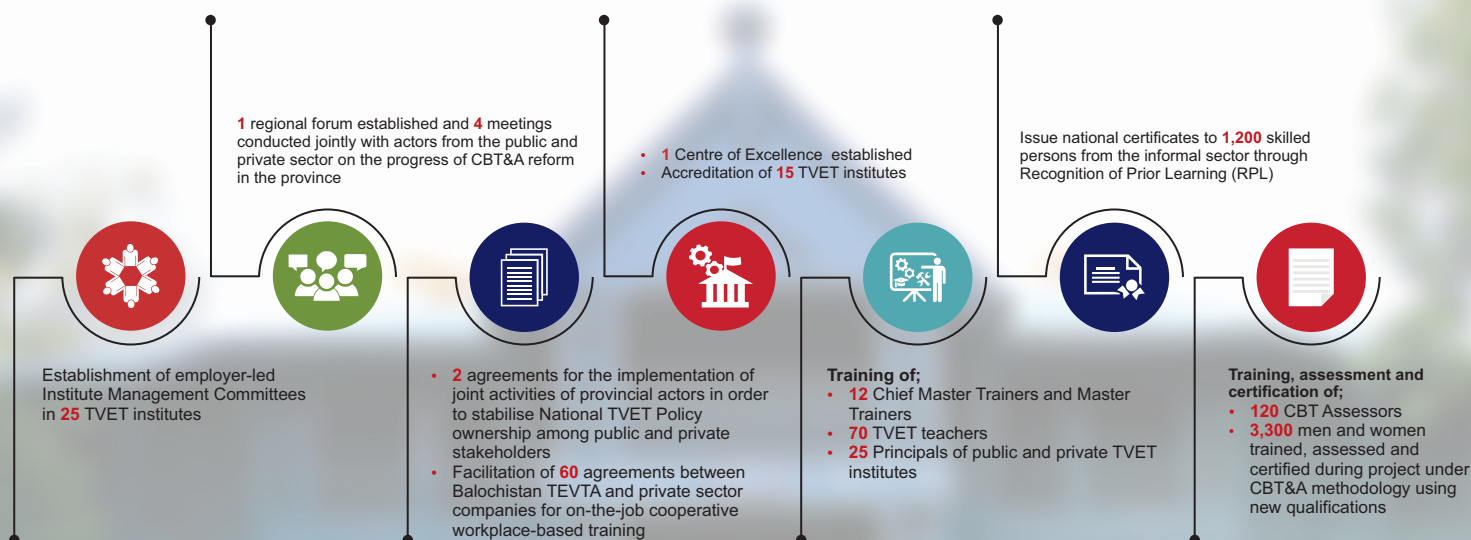 Establishment of employer-led
Institute Management Committees
in 25 TVET institutes
1 regional forum established and 4 meetings
conducted jointly with actors from the public and
private sector on the progress of CBT&A reform
in the province
• 2 agreements for the implementation of
joint activities of provincial actors in order
to stabilise National TVET Policy
ownership among public and private
stakeholders
• Facilitation of 60 agreements between
Balochistan TEVTA and private sector
companies for on-the-job cooperative
workplace-based training
• 1 Centre of Excellence established
• Accreditation of 15 TVET institutes
Training of;
• 12 Chief Master Trainers and Master
Trainers
• 70 TVET teachers
• 25 Principals of public and private TVET
institutes
Issue national certificates to 1,200 skilled
persons from the informal sector through
Recognition of Prior Learning (RPL)
Training, assessment and
certification of;
• 120 CBT Assessors
• 3,300 men and women
trained, assessed and
certified during project under
CBT&A methodology using
new qualifications